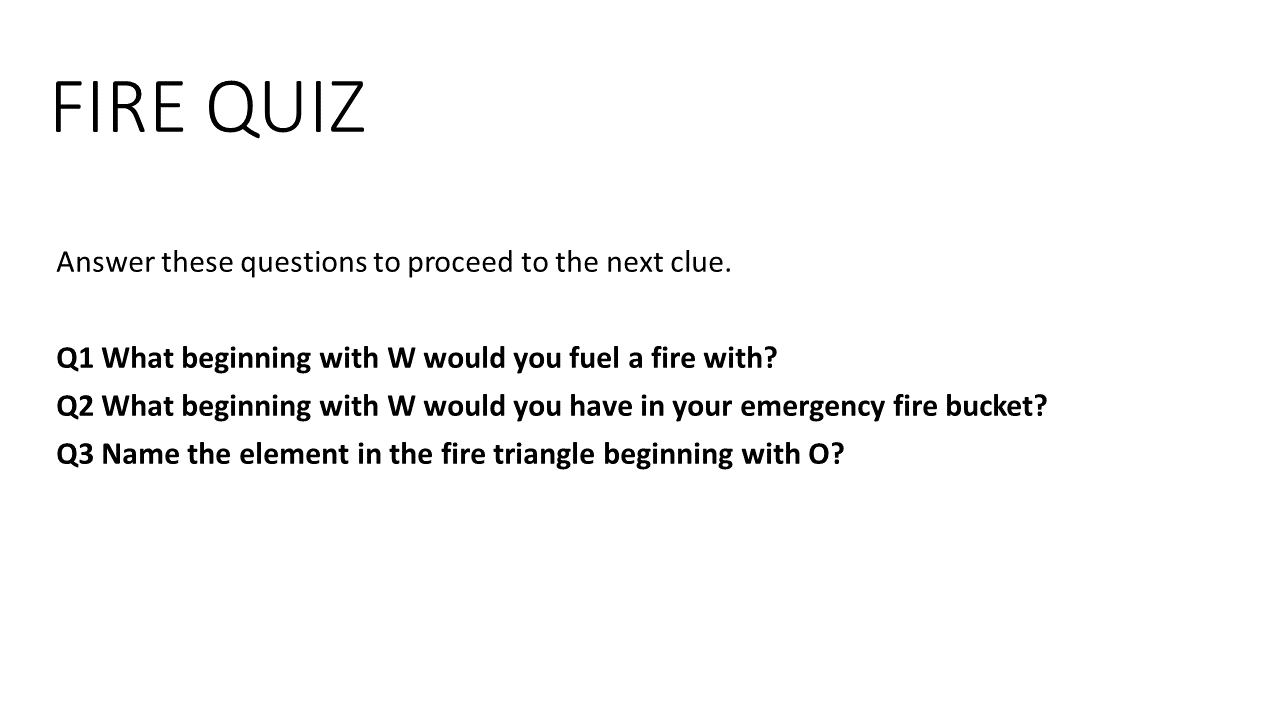 FIRE QUIZ
Answer these questions to proceed to the next clue.
Q1 What beginning with W would you fuel a fire with?
Q2 What beginning with W would you have in your emergency fire bucket?
Q3 Name the element in the fire triangle beginning with O?